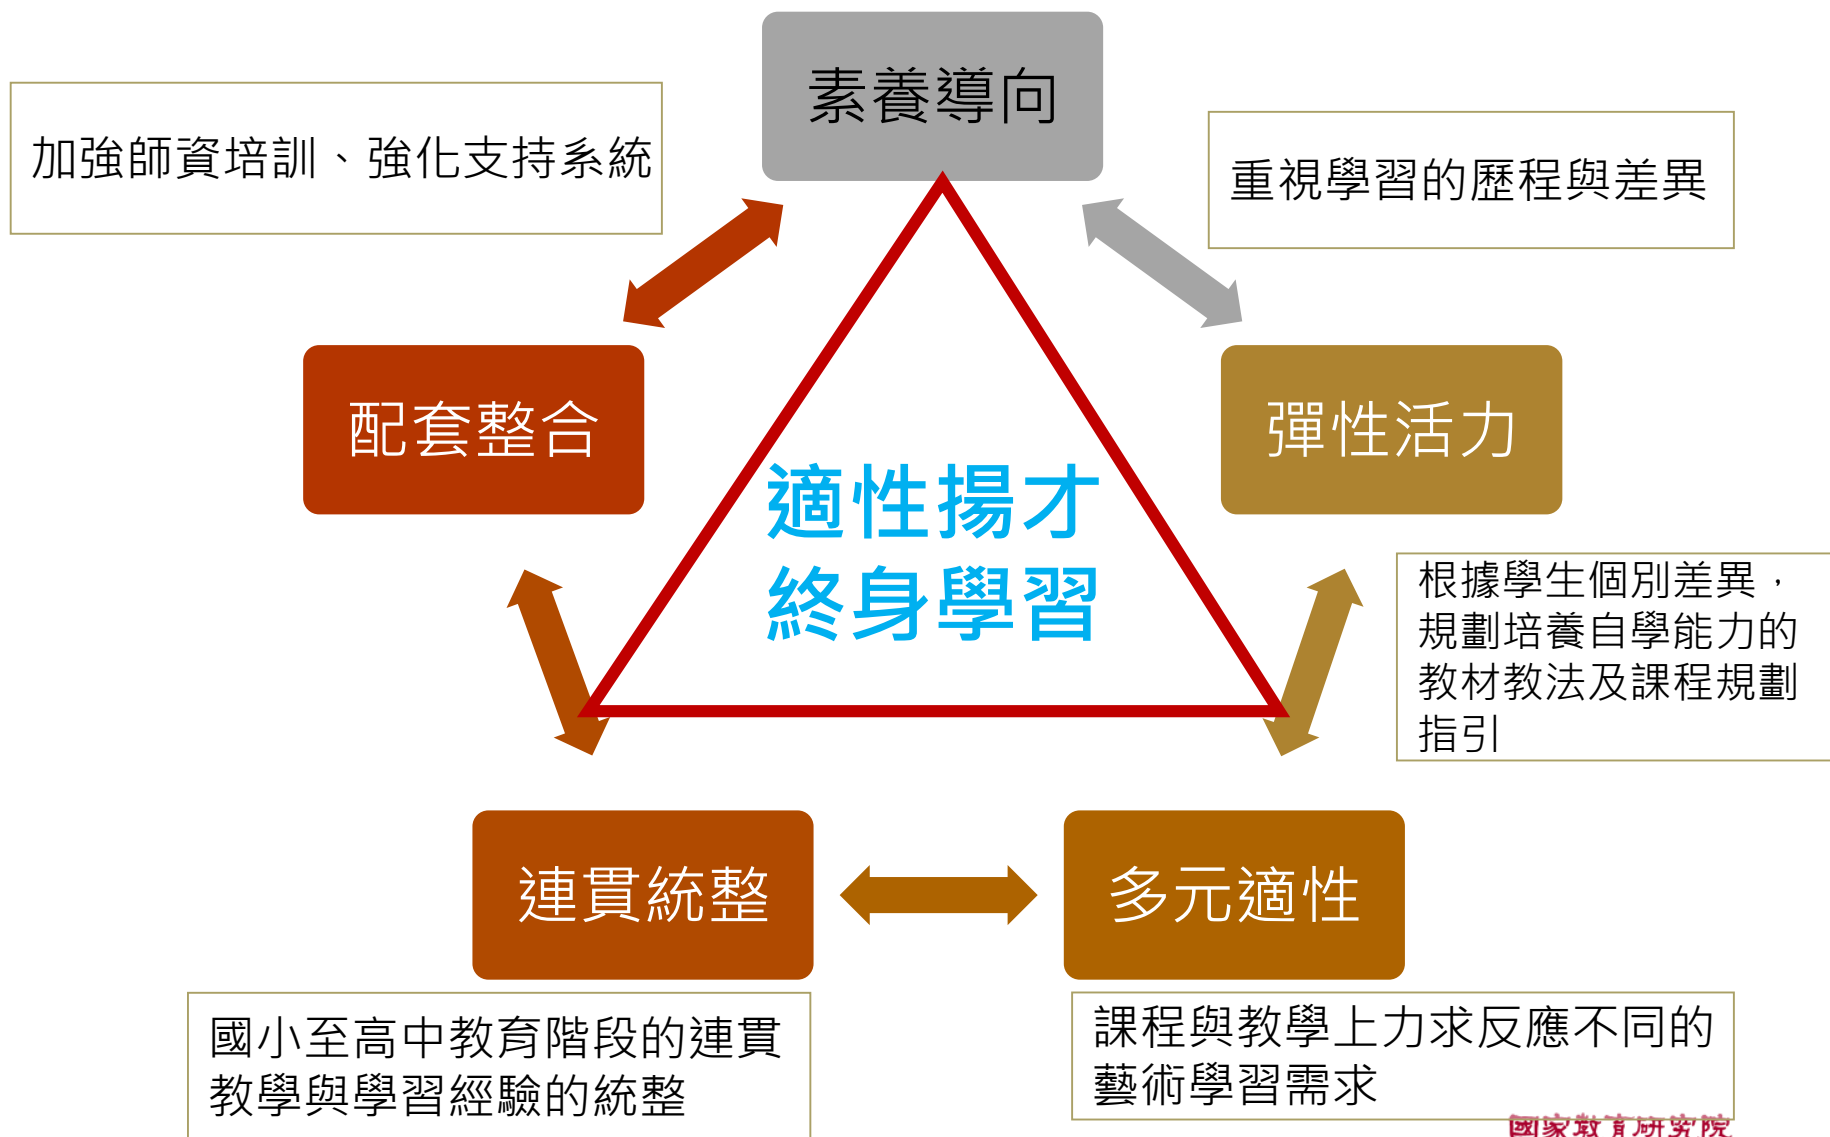 素養導向
加強師資培訓、強化支持系統
重視學習的歷程與差異
配套整合
彈性活力
適性揚才
終身學習
根據學生個別差異，
規劃培養自學能力的
教材教法及課程規劃
指引
連貫統整
多元適性
國小至高中教育階段的連貫
教學與學習經驗的統整
課程與教學上力求反應不同的
藝術學習需求
國家教育研究院